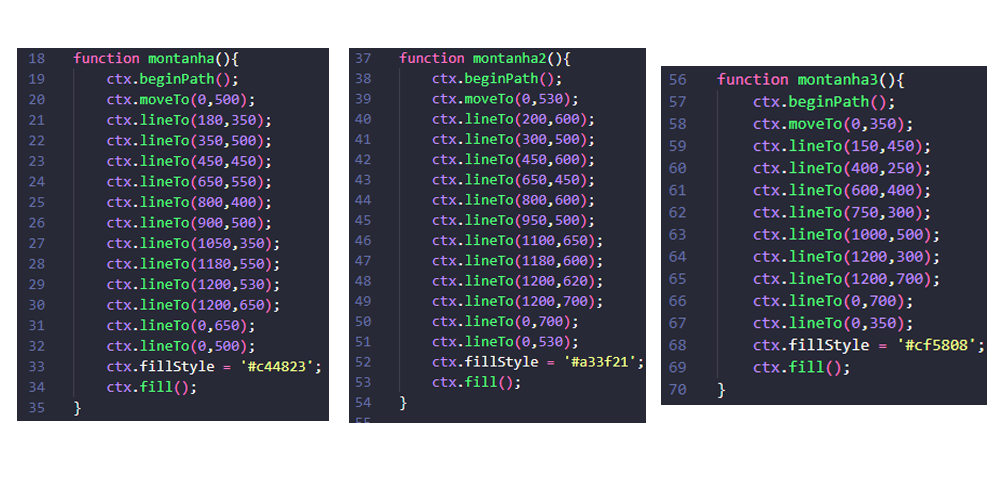 18 function montanha(){
19 ctx.beginPath();
20 ctx.moveTo(0,500);
21 ctx.lineTo(180,350);
22 ctx.lineTo(350,500);
23 ctx.lineTo(450,450);
24 ctx.lineTo(650,550);
25 ctx.lineTo(800,400);
26 ctx.lineTo(900,500);
27 ctx.lineTo(1050,350);
28 ctx.lineTo(1180,550);
29 ctx.lineTo(1200,530);
30 ctx.lineTo(1200,650);
31 ctx.lineTo(0,650);
32 ctx.lineTo(0,500);
33 ctx.fillStyle = '#c44823';
34 ctx.fill();
35 }
37 function montanha2(){
38 ctx.beginPath();
39 ctx.moveTo(0,530);
40 ctx.lineTo(200,600);
41 ctx.lineTo(300,500);
42 ctx.lineTo(450,600);
43 ctx.lineTo(650,450);
44 ctx.lineTo(800,600);
45 ctx.lineTo(950,500);
46 ctx.lineTo(1100,650);
47 ctx.lineTo(1180,600);
48 ctx.lineTo(1200,620);
49 ctx.lineTo(1200,700);
50 ctx.lineTo(0,700);
51 ctx.lineTo(0,530);
52 ctx.fillStyle = '#a33f21';
53 ctx.fill();
54 }
55
56 function montanha3(){
57 ctx.beginPath();
58 ctx.moveTo(0,350);
59 ctx.lineTo(150,450);
60 ctx.lineTo(400,250);
61 ctx.lineTo(600,400);
62 ctx.lineTo(750,300);
63 ctx.lineTo(1000,500);
64 ctx.lineTo(1200,300);
65 ctx.lineTo(1200,700);
66 ctx.lineTo(0,700);
67 ctx.lineTo(0,350);
68 ctx.fillStyle = '#cf5808';
69 ctx.fill();
70 }